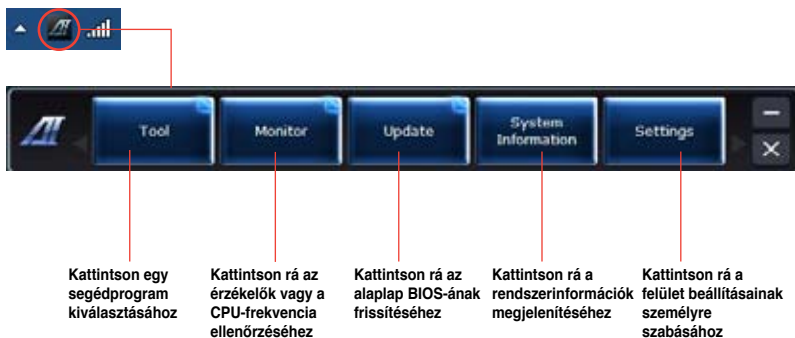 Tool
Monitor
Update
System
Information
Settings
Kattintson egy
segédprogram
kiválasztásához
Kattintson rá az
érzékelők vagy a
CPU-frekvencia
ellenőrzéséhez
Kattintson rá az
alaplap BIOS-ának
frissítéséhez
Kattintson rá a
rendszerinformációk
megjelenítéséhez
Kattintson rá a
felület beállításainak
személyre
szabásához